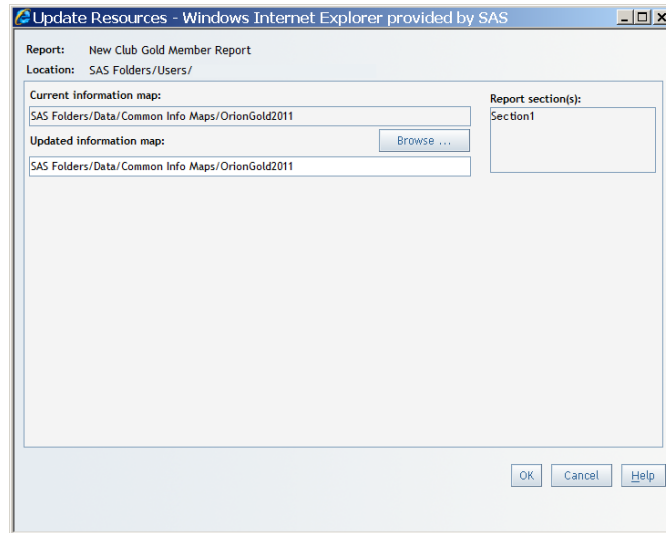 Update Resources - Windows Internet Explorer provided by SAS
Report: New Club Gold Member Report
Location: SAS Folders/Users/
Current information map:
SAS Folders/Data/Common Info Maps/OrionGold2011
Updated information map:
Browse ...
SAS Folders/Data/Common Info Maps/OrionGold2011
Report section(s):
Section1
OK Cancel Help